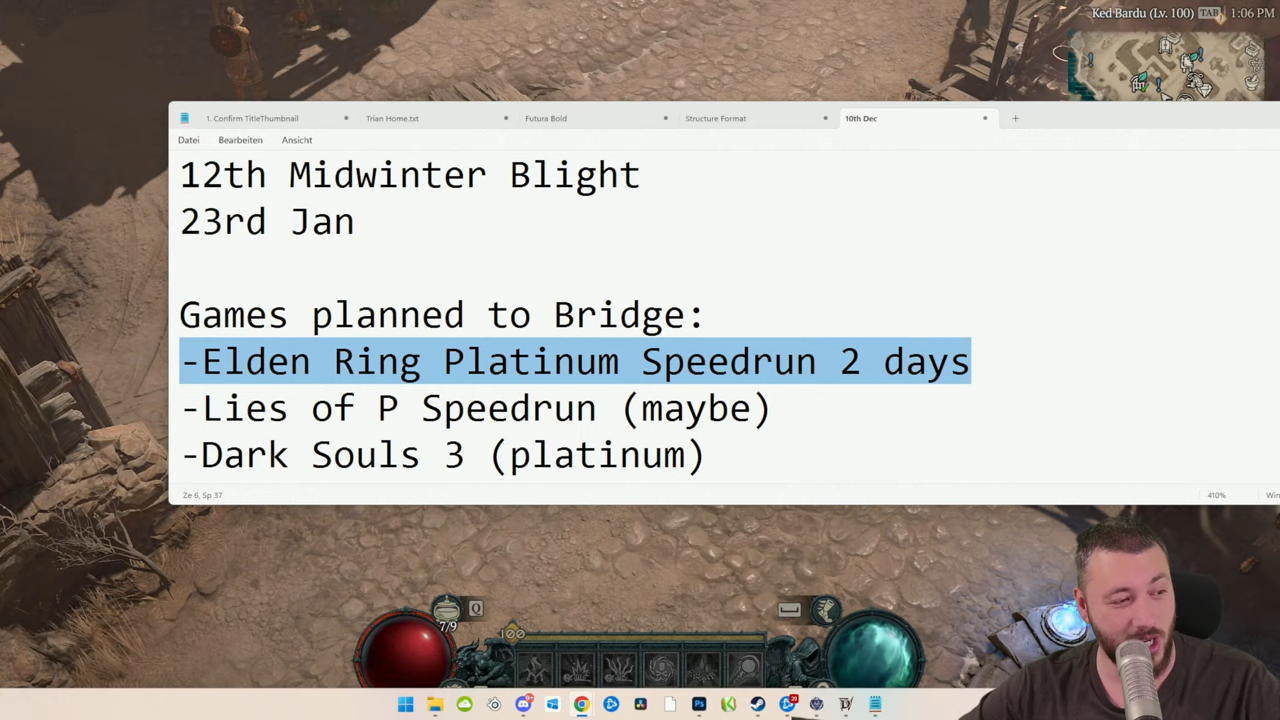 Ked Bardu (Lv. 100) TAB 1:06 PM
1. Confirm TitleThumbnail
Trian Home.txt
Futura Bold
Structure Format
10th Dec
Datei Bearbeiten Ansicht
12th Midwinter Blight
23rd Jan
Games planned to Bridge:
-Elden Ring Platinum Speedrun 2 days
-Lies of P Speedrun (maybe)
-Dark Souls 3 (platinum)
Ze 6, Sp 37
410%
Win
Q
7/9
100